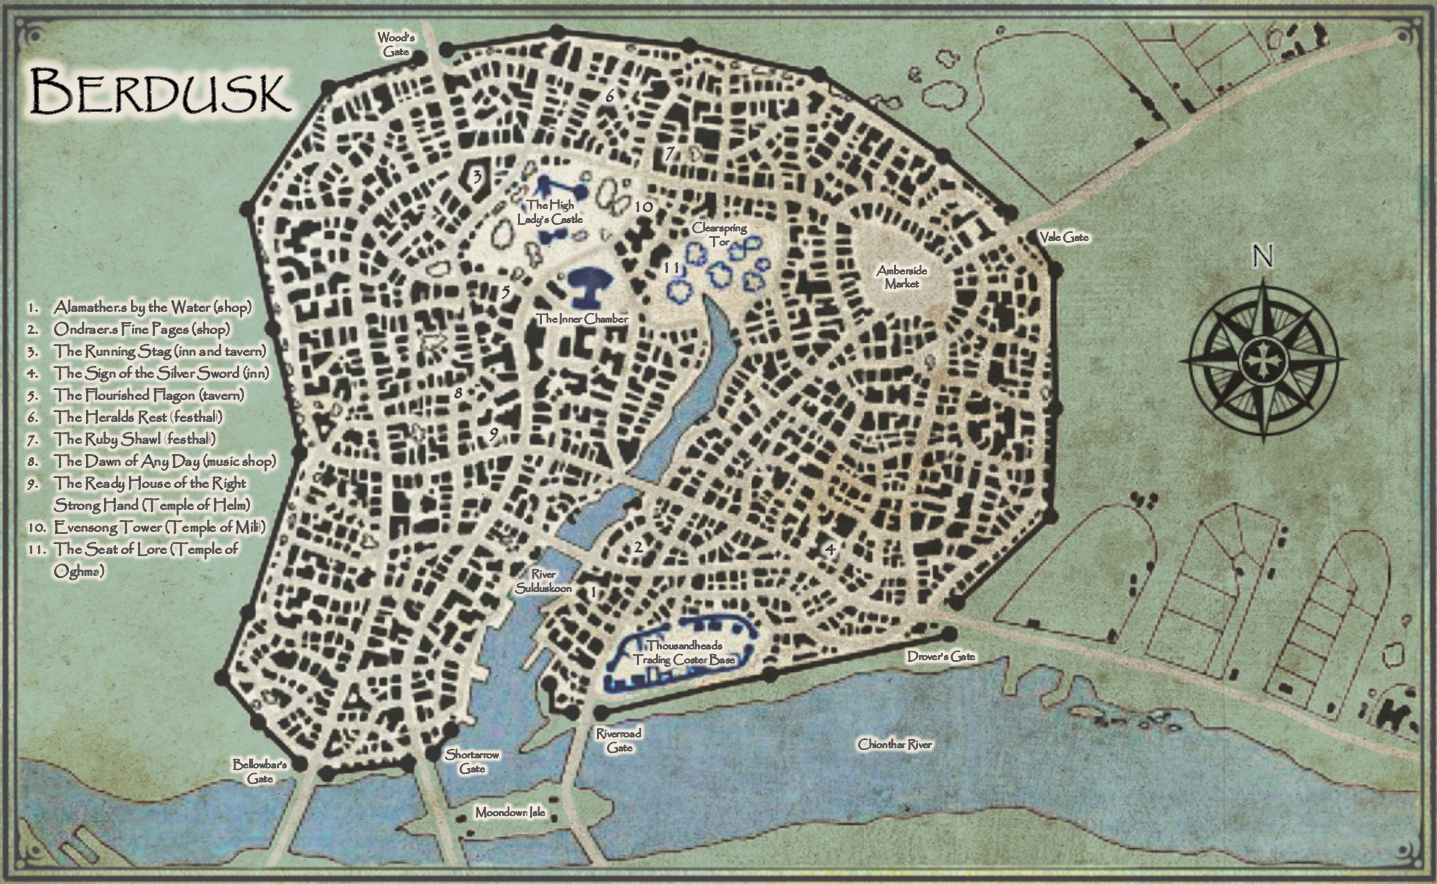 Wood's
Gate
BERDUSK
6
7
3
The High
Lady's Castle
10
Clearspring
Tor
Vale Gate
N
11
Amberside
Market
5
The Inner Chamber
1. Alamather.s by the Water (shop)
2. Ondraer.s Fine Pages (shop)
3. The Running Stag (inn and tavern)
4. The Sign of the Silver Sword (inn)
5. The Flourished Flagon (tavern)
6. The Heralds Rest (festhall)
7. The Ruby Shawl (festhall)
8. The Dawn of Any Day (music shop)
9. The Ready House of the Right
Strong Hand (Temple of Helm)
10. Evensong Tower (Temple of Milil)
11. The Seat of Lore (Temple of
Oghma)
8
9
2
4
River
Sulduskoon
1
Thousandheads
Trading Coster Base
Drover's Gate
Riverroad
Gate
Chionthar River
Shortarrow
Gate
Bellowbar's
Gate
Moondown Isle